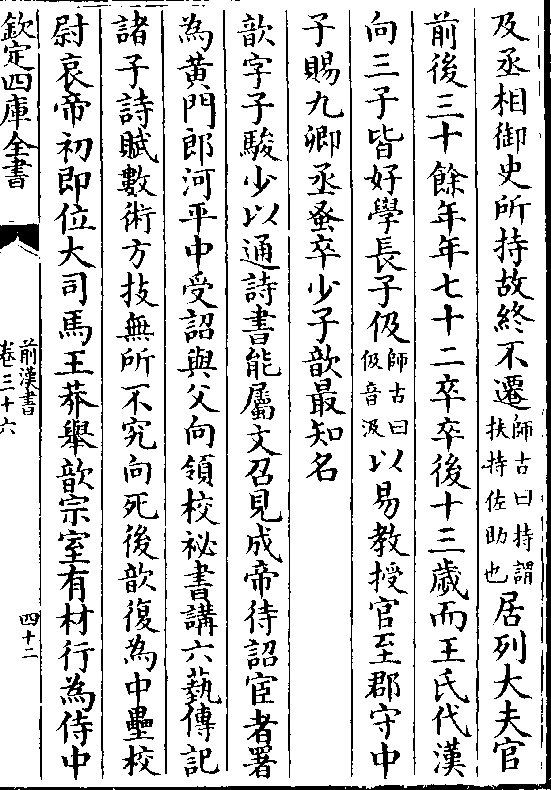 及丞相御史所持故終不遷師古曰持謂扶持佐助也居列大夫官
前後三十餘年年七十二卒卒後十三歲而王氏代漢
向三子皆好學長子伋師古曰伋音汲以易教授官至郡守中
子賜九卿丞蚤卒少子歆最知名
歆字子駿少以通詩書能屬文召見成帝待詔宦者署
為黃門郎河平中受詔與父向領校祕書講六藝傳記
諸子詩賦數術方技無所不究向死後歆復為中壘校
尉哀帝初即位大司馬王莽舉歆宗室有材行為侍中
欽定四庫全書
前漢書
卷三十六
四十二